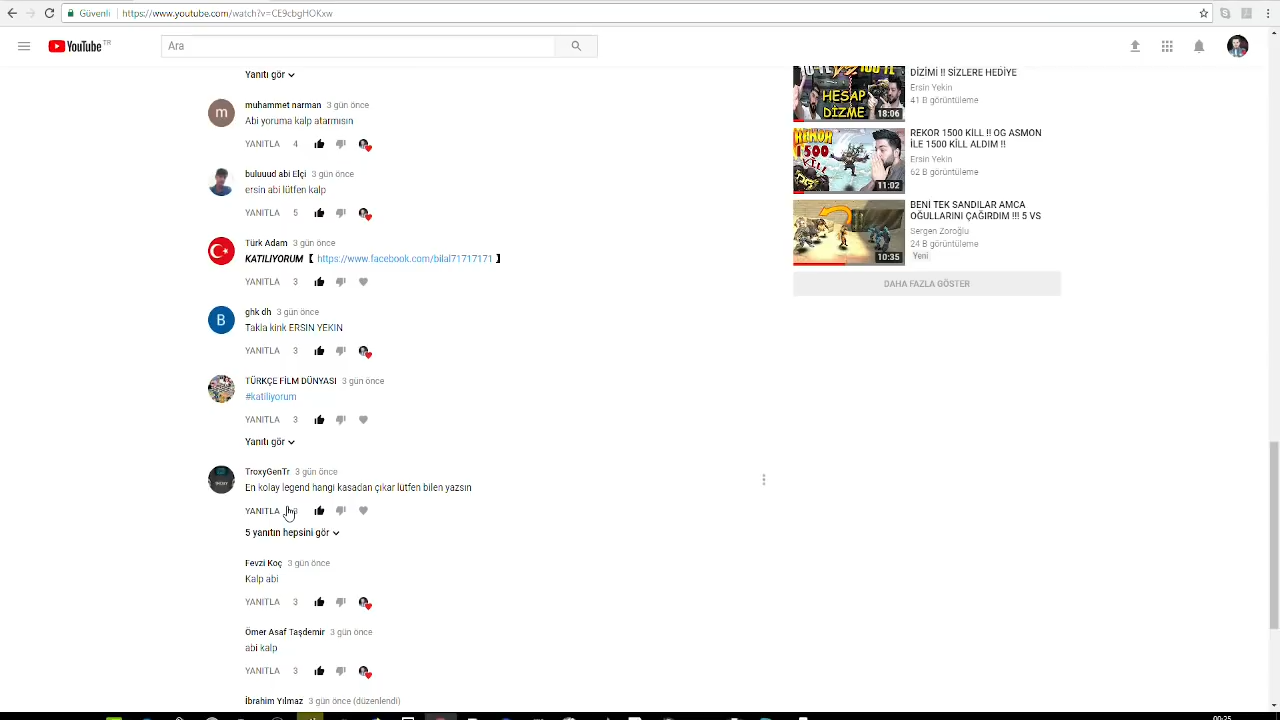 Güvenli
https://www.youtube.com/watch?v=CE9cbgHOKxw
YouTube TR
Ara
Yanıtı gör
muhammet narman 3 gün önce
Abi yoruma kalp atarmısın
YANITLA 4
buluuud abi Elçi 3 gün önce
ersin abi lütfen kalp
YANITLA 5
Türk Adam 3 gün önce
KATILIYORUM【 https://www.facebook.com/bilal71717171 】
YANITLA 3
B
ghk dh 3 gün önce
Takla kirik ERSIN YEKIN
YANITLA 3
TÜRKÇE FİLM DÜNYASI 3 gün önce
#katiliyorum
YANITLA 3
Yanıtı gör
TroxyGenTr 3 gün önce
En kolay legend hangi kasadan çıkar lütfen bilen yazsın
YANITLA 3
5 yanıtın hepsini gör
Fevzi Koç 3 gün önce
Kalp abi
YANITLA 3
Ömer Asaf Taşdemir 3 gün önce
abi kalp
YANITLA 3
İbrahim Yılmaz 3 gün önce (düzenlendi)
HESAP
DİZME
18:06
DİZİMİ !! SİZLERE HEDİYE
Ersin Yekin
41 B görüntüleme
REKOR
1500
11:02
REKOR 1500 KİLL !! OG ASMON
İLE 1500 KİLL ALDIM !!
Ersin Yekin
62 B görüntüleme
10:35
BENI TEK SANDILAR AMCA
OĞULLARINI ÇAĞIRDIM !!! 5 VS
Sergen Zoroğlu
24 B görüntüleme
Yeni
DAHA FAZLA GÖSTER
00:25